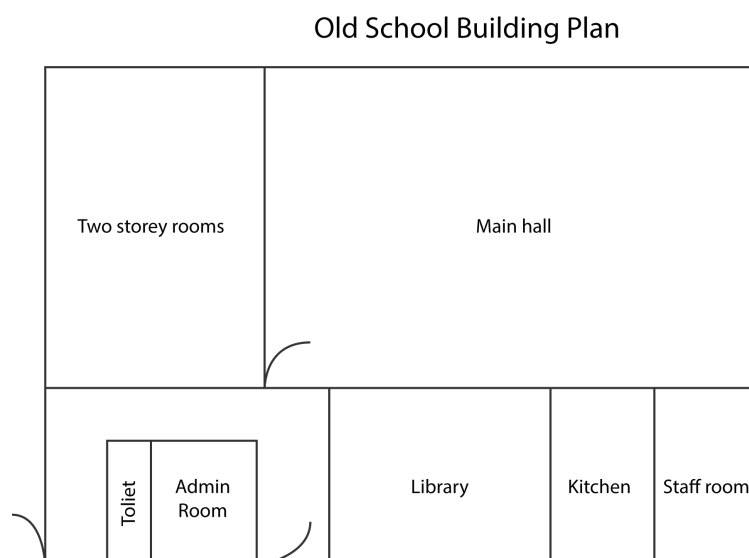 Old School Building Plan
Two storey rooms
Main hall
Toliet
Admin
Room
Library
Kitchen
Staff room